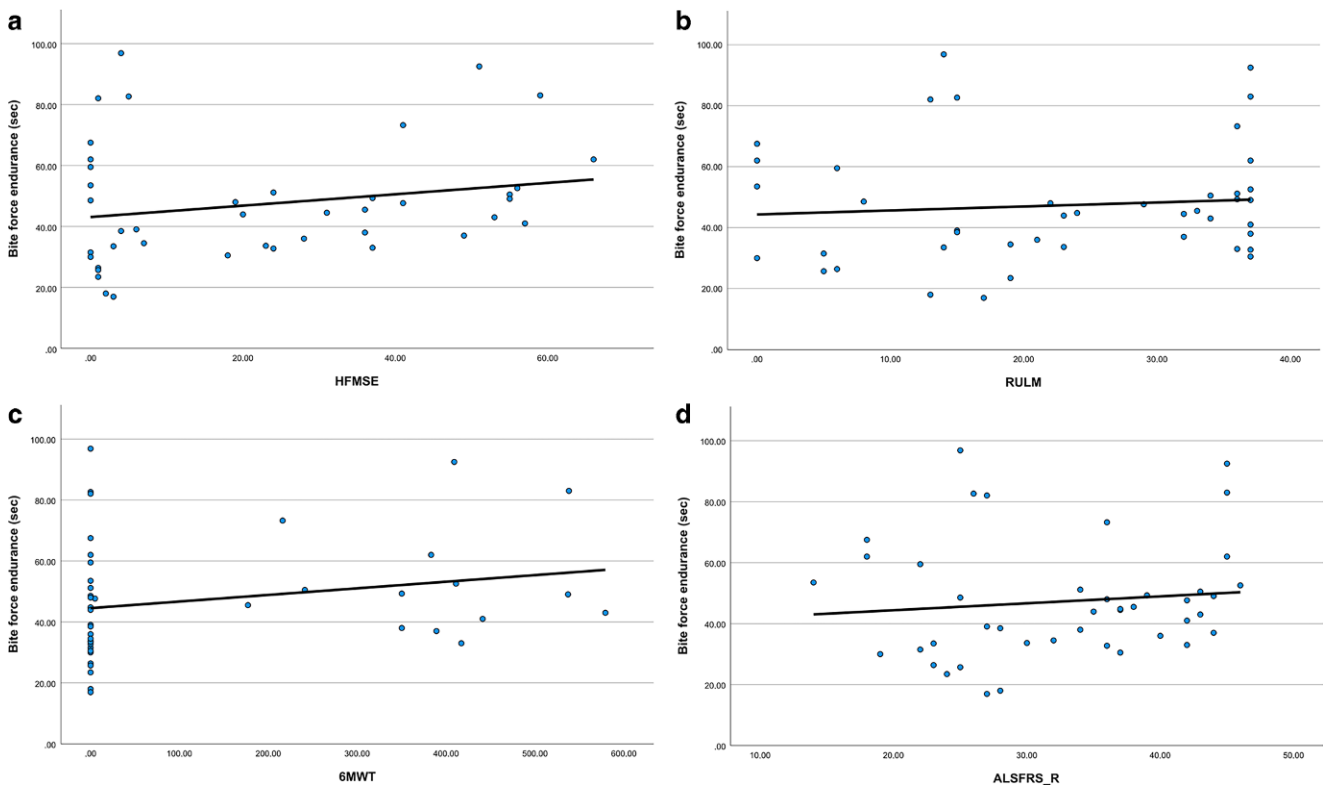 a
Bite force endurance (sec)
100.00
80.00
60.00
40.00
20.00
.00
.00 20.00 40.00 60.00
HFMSE
b
Bite force endurance (sec)
100.00
80.00
60.00
40.00
20.00
.00
.00 10.00 20.00 30.00 40.00
RULM
c
Bite force endurance (sec)
100.00
80.00
60.00
40.00
20.00
.00
.00 100.00 200.00 300.00 400.00 500.00 600.00
6MWT
d
Bite force endurance (sec)
100.00
80.00
60.00
40.00
20.00
.00
10.00 20.00 30.00 40.00 50.00
ALSFRS_R